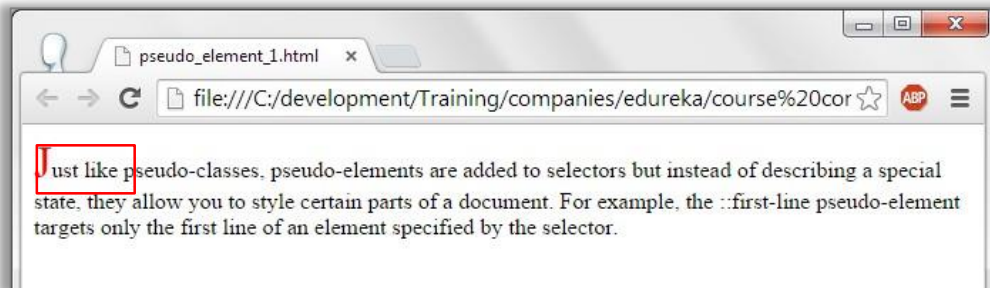 pseudo_element_1.html
file:///C:/development/Training/companies/edureka/course%20cor
ABP
Just like pseudo-classes, pseudo-elements are added to selectors but instead of describing a special
state, they allow you to style certain parts of a document. For example, the ::first-line pseudo-element
targets only the first line of an element specified by the selector.